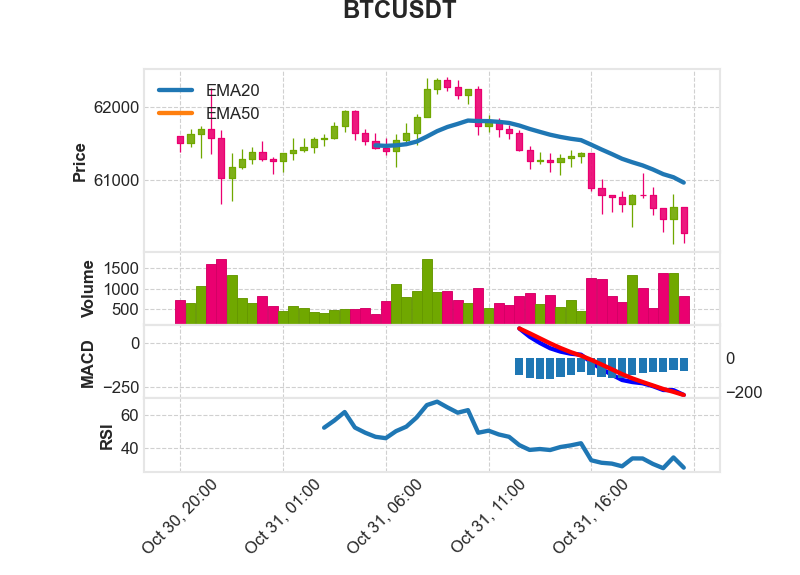 BTCUSDT
EMA20
EMA50
Price
62000
61000
Volume
1500
1000
500
MACD
0
−250
0
−200
RSI
60
40
Oct 30, 20:00
Oct 31, 01:00
Oct 31, 06:00
Oct 31, 11:00
Oct 31, 16:00